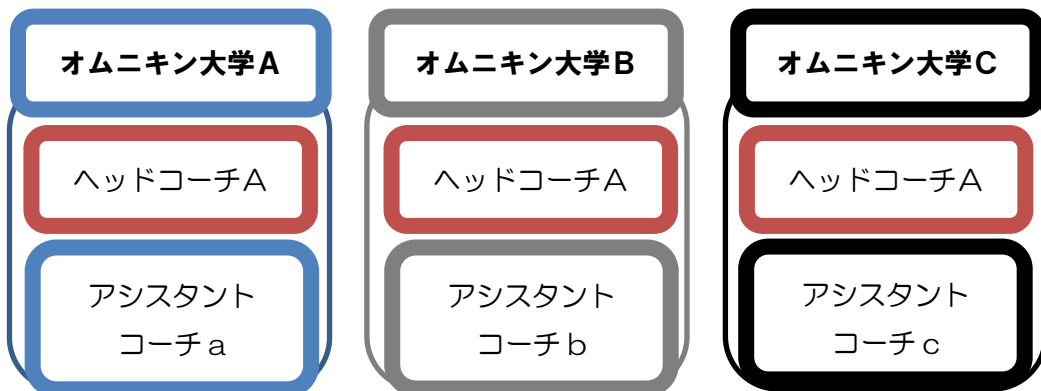 オムニキン大学A
ヘッドコーチA
アシスタント
コーチa
オムニキン大学B
ヘッドコーチA
アシスタント
コーチb
オムニキン大学C
ヘッドコーチA
アシスタント
コーチc